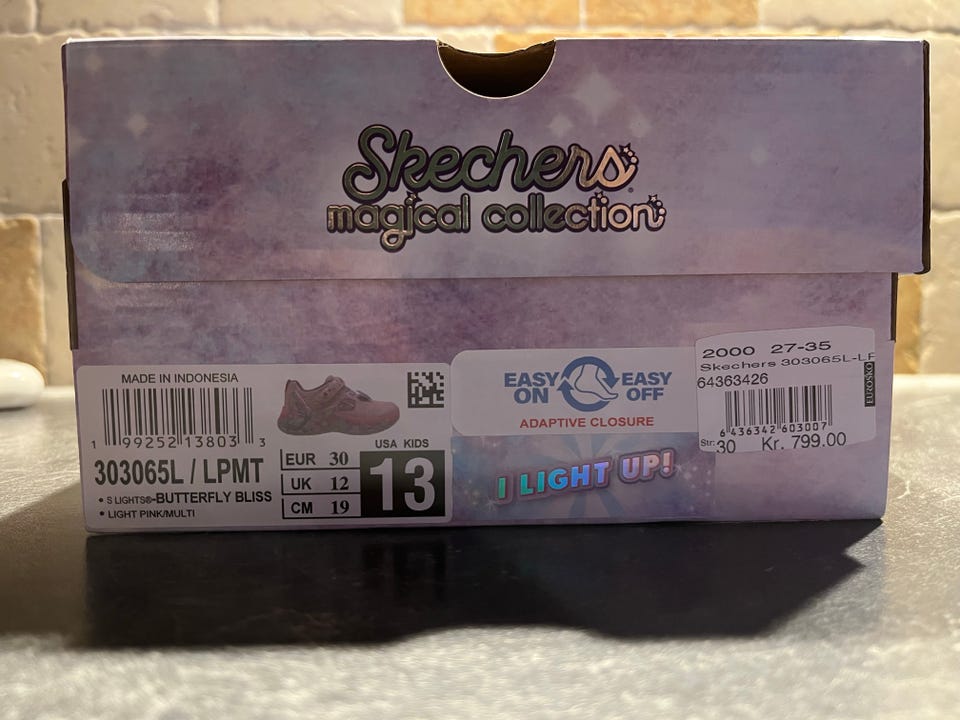 Skechers
magical collection
MADE IN INDONESIA
1 99252 13803 3
303065L / LPMT
• S LIGHTS®-BUTTERFLY BLISS
• LIGHT PINK/MULTI
USA KIDS
EUR 30
UK 12
CM 19
13
EASY ON EASY OFF
ADAPTIVE CLOSURE
I LIGHT UP!
2000 27-35
Skechers 303065L-LP
64363426
EUROSKO
6 436342 603007
Str: 30 Kr. 799.00